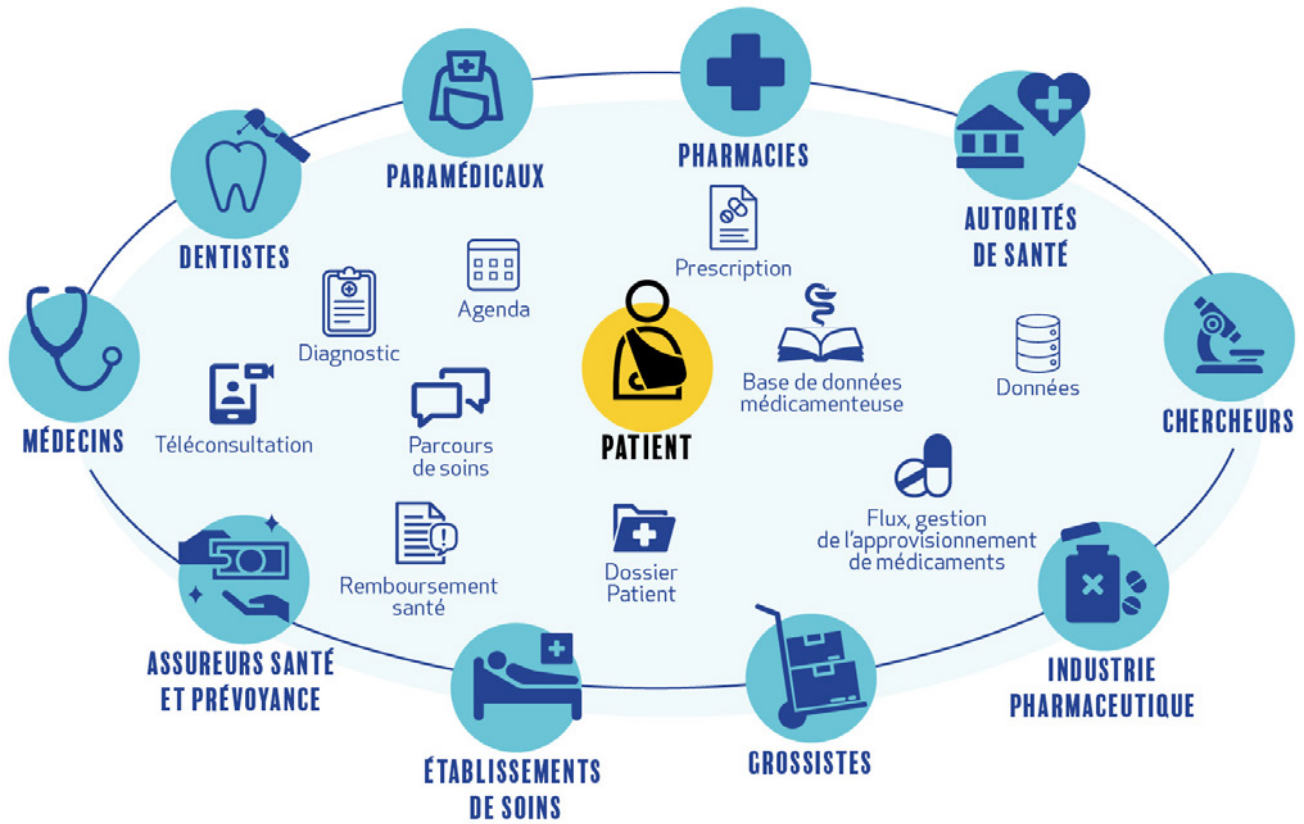 PARAMÉDICAUX
PHARMACIES
DENTISTES
AUTORITÉS
DE SANTÉ
Prescription
Agenda
Diagnostic
Base de données
médicamenteuse
Données
MÉDECINS
Téléconsultation
Parcours
de soins
PATIENT
CHERCHEURS
Flux, gestion
de l'approvisionnement
de médicaments
Remboursement
santé
Dossier
Patient
ASSUREURS SANTÉ
ET PRÉVOYANCE
INDUSTRIE
PHARMACEUTIQUE
ÉTABLISSEMENTS
DE SOINS
GROSSISTES